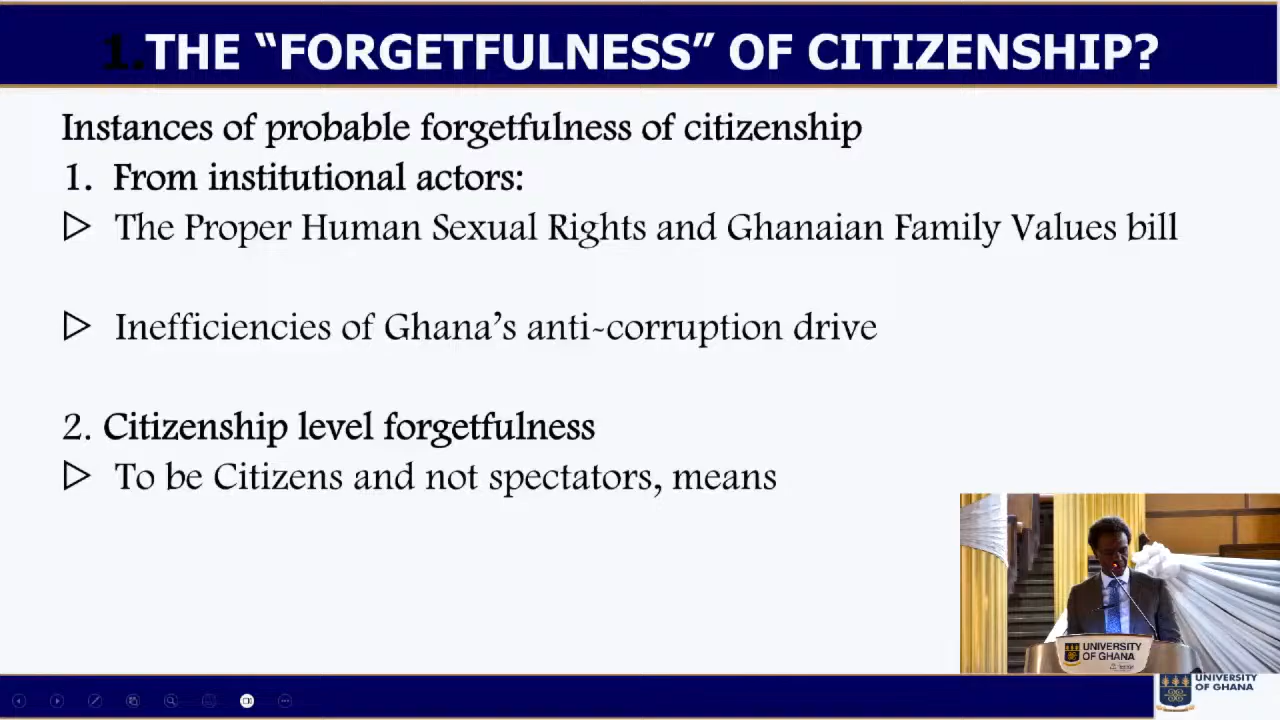 1.THE “FORGETFULNESS” OF CITIZENSHIP?
Instances of probable forgetfulness of citizenship
1. From institutional actors:
The Proper Human Sexual Rights and Ghanaian Family Values bill
Inefficiencies of Ghana’s anti-corruption drive
2. Citizenship level forgetfulness
To be Citizens and not spectators, means
UNIVERSITY
OF GHANA
UNIVERSITY
OF GHANA